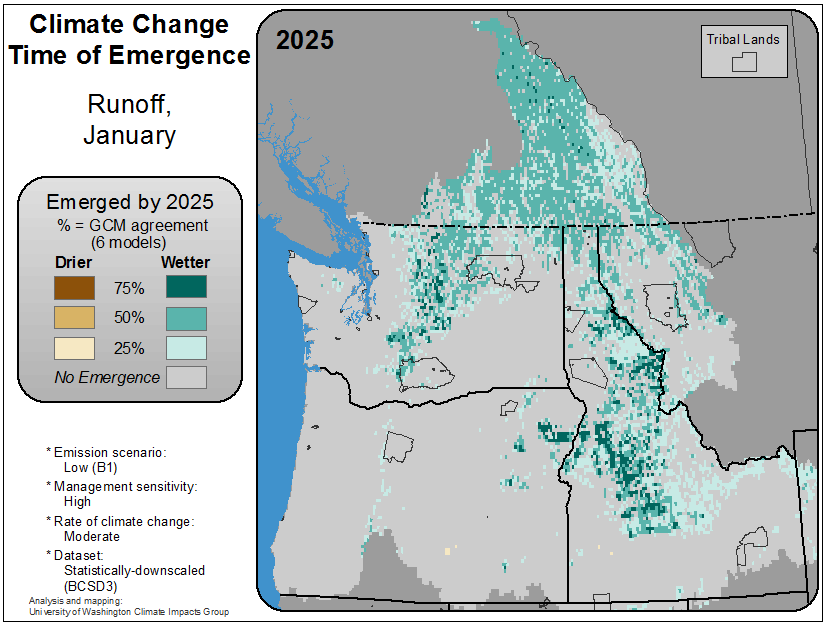 Climate Change
Time of Emergence
Runoff,
January
Emerged by 2025
% = GCM agreement
(6 models)
Drier Wetter
75%
50%
25%
No Emergence
* Emission scenario:
Low (B1)
* Management sensitivity:
High
* Rate of climate change:
Moderate
* Dataset:
Statistically-downscaled
(BCSD3)
Analysis and mapping:
University of Washington Climate Impacts Group
2025
Tribal Lands